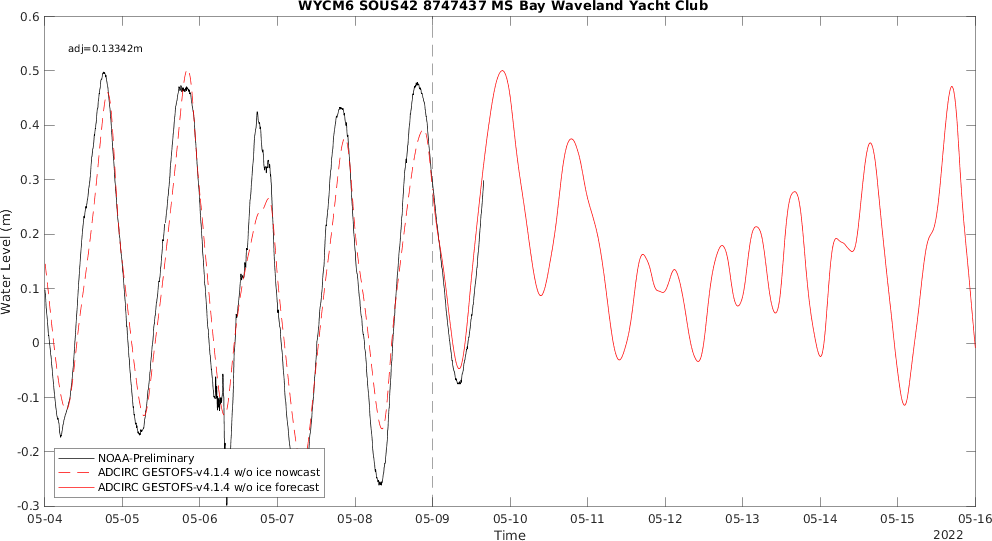 WYCM6 SOUS42 8747437 MS Bay Waveland Yacht Club
adj=0.13342m
Water Level (m)
0.6
0.5
0.4
0.3
0.2
0.1
0
-0.1
-0.2
-0.3
NOAA-Preliminary
ADCIRC GESTOFS-v4.1.4 w/o ice nowcast
ADCIRC GESTOFS-v4.1.4 w/o ice forecast
05-04 05-05 05-06 05-07 05-08 05-09 05-10 05-11 05-12 05-13 05-14 05-15 05-16
Time
2022